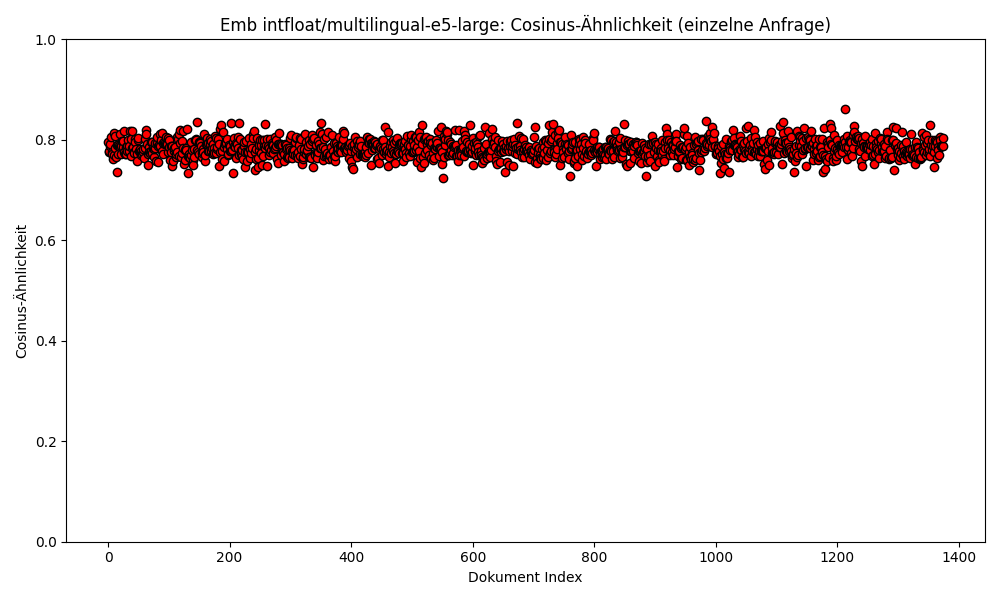 Emb intfloat/multilingual-e5-large: Cosinus-Ähnlichkeit (einzelne Anfrage)
1.0
0.8
0.6
0.4
0.2
0.0
Cosinus-Ähnlichkeit
0 200 400 600 800 1000 1200 1400
Dokument Index